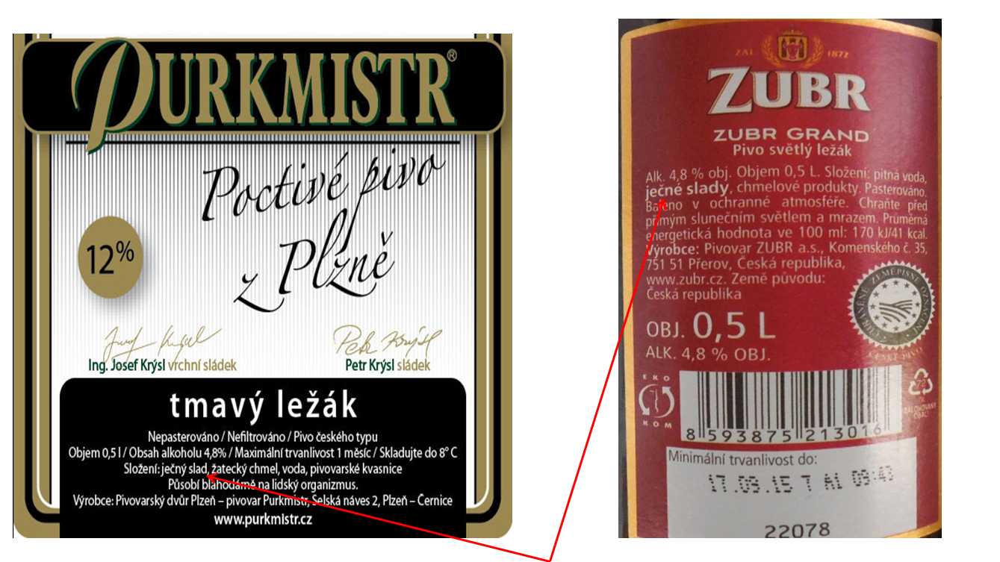 PURKMISTR®
Poctivé pivo
z Plzně
12%
Ing. Josef Krýsl vrchní sládek
Petr Krýsl sládek
tmavý ležák
Nepasterováno / Nefiltrováno / Pivo českého typu
Objem 0,5 l / Obsah alkoholu 4,8% / Maximální trvanlivost 1 měsíc / Skladujte do 8° C
Složení: ječný slad, žatecký chmel, voda, pivovarské kvasnice
Působí blahodárně na lidský organizmus.
Výrobce: Pivovarský dvůr Plzeň – pivovar Purkmistr, Selská náves 2, Plzeň – Černice
www.purkmistr.cz
ZAL. 1872
ZUBR
ZUBR GRAND
Pivo světlý ležák
Alk. 4,8 % obj. Objem 0,5 L. Složení: pitná voda,
ječné slady, chmelové produkty. Pasterováno.
Baleno v ochranné atmosféře. Chraňte před
přímým slunečním světlem a mrazem. Průměrná
energetická hodnota ve 100 ml: 170 kJ/41 kcal.
Výrobce: Pivovar ZUBR a.s., Komenského č. 35,
751 51 Přerov, Česká republika,
www.zubr.cz. Země původu:
Česká republika
CHRÁNĚNÉ ZEMĚPISNÉ OZNAČENÍ
ČESKÉ PIVO
OBJ. 0,5 L
ALK. 4,8 % OBJ.
EKO
KOM
72
ZÁLOHOVANÝ
OBAL!
8 593875 213016
Minimální trvanlivost do:
17.09.15 T A1 09:43
22078